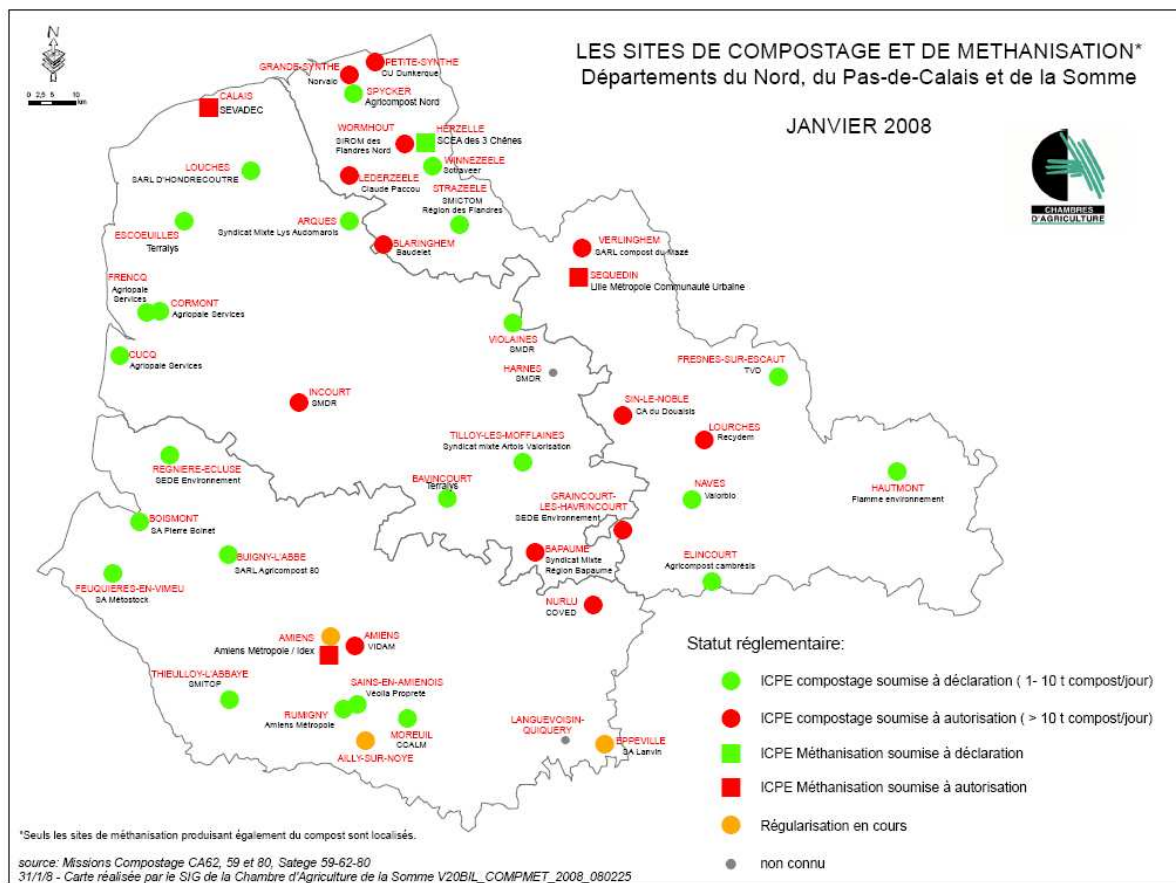 LES SITES DE COMPOSTAGE ET DE METHANISATION*
Départements du Nord, du Pas-de-Calais et de la Somme
JANVIER 2008
CHAMBRES
D'AGRICULTURE
N
0 2,5 5 10
km
PETITE-SYNTHE
CU Dunkerque
GRANDE-SYNTHE
Norvalo
SPYCKER
Agricompost Nord
CALAIS
SEVADEC
WORMHOUT
SIROM des
Flandres Nord
HERZELLE
SCEA des 3 Chênes
WINNEZEELE
Sotraveer
LOUCHES
SARL D'HONDRECOUTRE
LEDERZEELE
Claude Paccou
STRAZEELE
SMICTOM
Région des Flandres
ESCOEUILLES
Terralys
ARQUES
Syndicat Mixte Lys Audomarois
BLARINGHEM
Baudelet
VERLINGHEM
SARL compost du Mazé
SEQUEDIN
Lille Métropole Communauté Urbaine
FRENCQ
Agriopale
Services
CORMONT
Agriopale Services
VIOLAINES
SMDR
CUCQ
Agriopale Services
HARNES
SMDR
FRESNES-SUR-ESCAUT
TVD
INCOURT
SMDR
SIN-LE-NOBLE
CA du Douaisis
LOURCHES
Recydem
TILLOY-LES-MOFFLAINES
Syndicat mixte Artois Valorisation
REGNIERE-ECLUSE
SEDE Environnement
BAVINCOURT
Terralys
NAVES
Valorbio
HAUTMONT
Flamme environnement
GRAINCOURT-
LES-HAVRINCOURT
SEDE Environnement
BOISMONT
SA Pierre Boinet
BUIGNY-L'ABBE
SARL Agricompost 80
BAPAUME
Syndicat Mixte
Région Bapaume
ELINCOURT
Agricompost cambrésis
FEUQUIERES-EN-VIMEU
SA Métostock
NURLU
COVED
AMIENS
Amiens Métropole / Idex
AMIENS
VIDAM
THIEULLOY-L'ABBAYE
SMITOP
SAINS-EN-AMIENOIS
Véolia Propreté
RUMIGNY
Amiens Métropole
MOREUIL
CCALM
AILLY-SUR-NOYE
LANGUEVOISIN-
QUIQUERY
EPPEVILLE
SA Lanvin
Statut réglementaire:
ICPE compostage soumise à déclaration ( 1- 10 t compost/jour)
ICPE compostage soumise à autorisation ( > 10 t compost/jour)
ICPE Méthanisation soumise à déclaration
ICPE Méthanisation soumise à autorisation
Régularisation en cours
non connu
*Seuls les sites de méthanisation produisant également du compost sont localisés.
source: Missions Compostage CA62, 59 et 80, Satege 59-62-80
31/1/8 - Carte réalisée par le SIG de la Chambre d'Agriculture de la Somme V20BIL_COMPMET_2008_080225